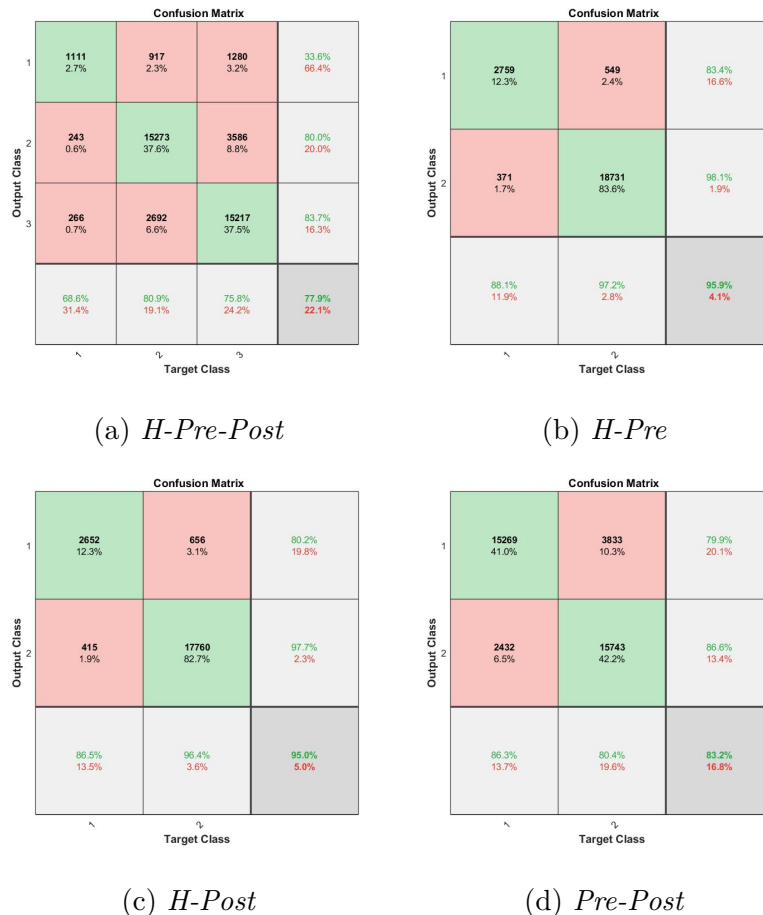 Confusion Matrix
1
1111 917 1280 33.6%
2.7% 2.3% 3.2% 66.4%
2
243 15273 3586 80.0%
0.6% 37.6% 8.8% 20.0%
3
266 2692 15217 83.7%
0.7% 6.6% 37.5% 16.3%
68.6% 80.9% 75.8% 77.9%
31.4% 19.1% 24.2% 22.1%
1 2 3
Target Class
Output Class
(a) H-Pre-Post
Confusion Matrix
1
2759 549 83.4%
12.3% 2.4% 16.6%
2
371 18731 98.1%
1.7% 83.6% 1.9%
88.1% 97.2% 95.9%
11.9% 2.8% 4.1%
1 2
Target Class
Output Class
(b) H-Pre
Confusion Matrix
1
2652 656 80.2%
12.3% 3.1% 19.8%
2
415 17760 97.7%
1.9% 82.7% 2.3%
86.5% 96.4% 95.0%
13.5% 3.6% 5.0%
1 2
Target Class
Output Class
(c) H-Post
Confusion Matrix
1
15269 3833 79.9%
41.0% 10.3% 20.1%
2
2432 15743 86.6%
6.5% 42.2% 13.4%
86.3% 80.4% 83.2%
13.7% 19.6% 16.8%
1 2
Target Class
Output Class
(d) Pre-Post